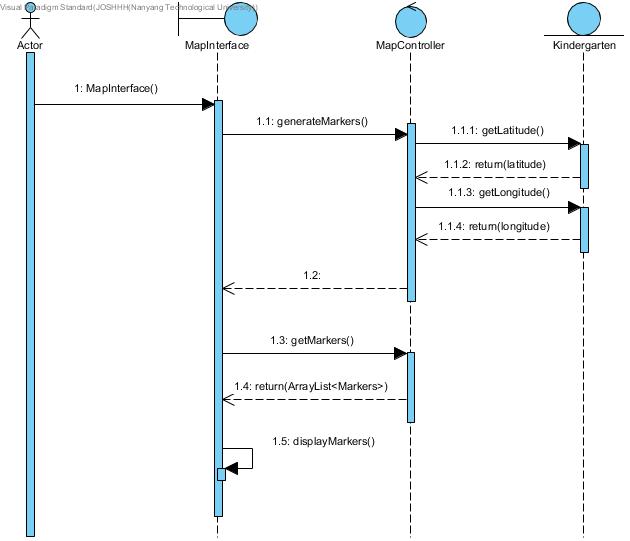 Visual Paradigm Standard(JOSHHH(Nanyang Technological University))
Actor
MapInterface
MapController
Kindergarten
1: MapInterface()
1.1: generateMarkers()
1.1.1: getLatitude()
1.1.2: return(latitude)
1.1.3: getLongitude()
1.1.4: return(longitude)
1.2:
1.3: getMarkers()
1.4: return(ArrayList<Markers>)
1.5: displayMarkers()